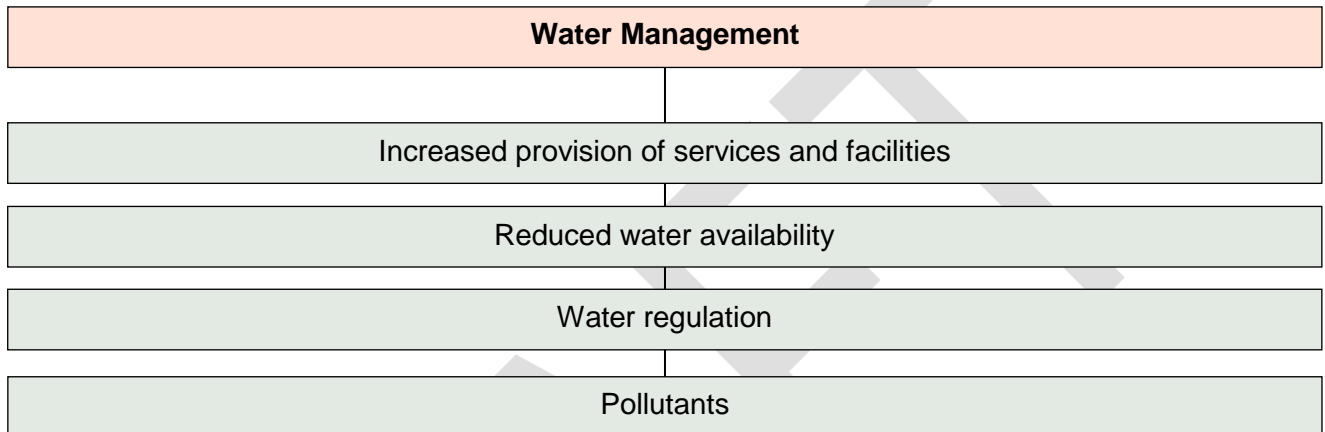 Water Management
Increased provision of services and facilities
Reduced water availability
Water regulation
Pollutants